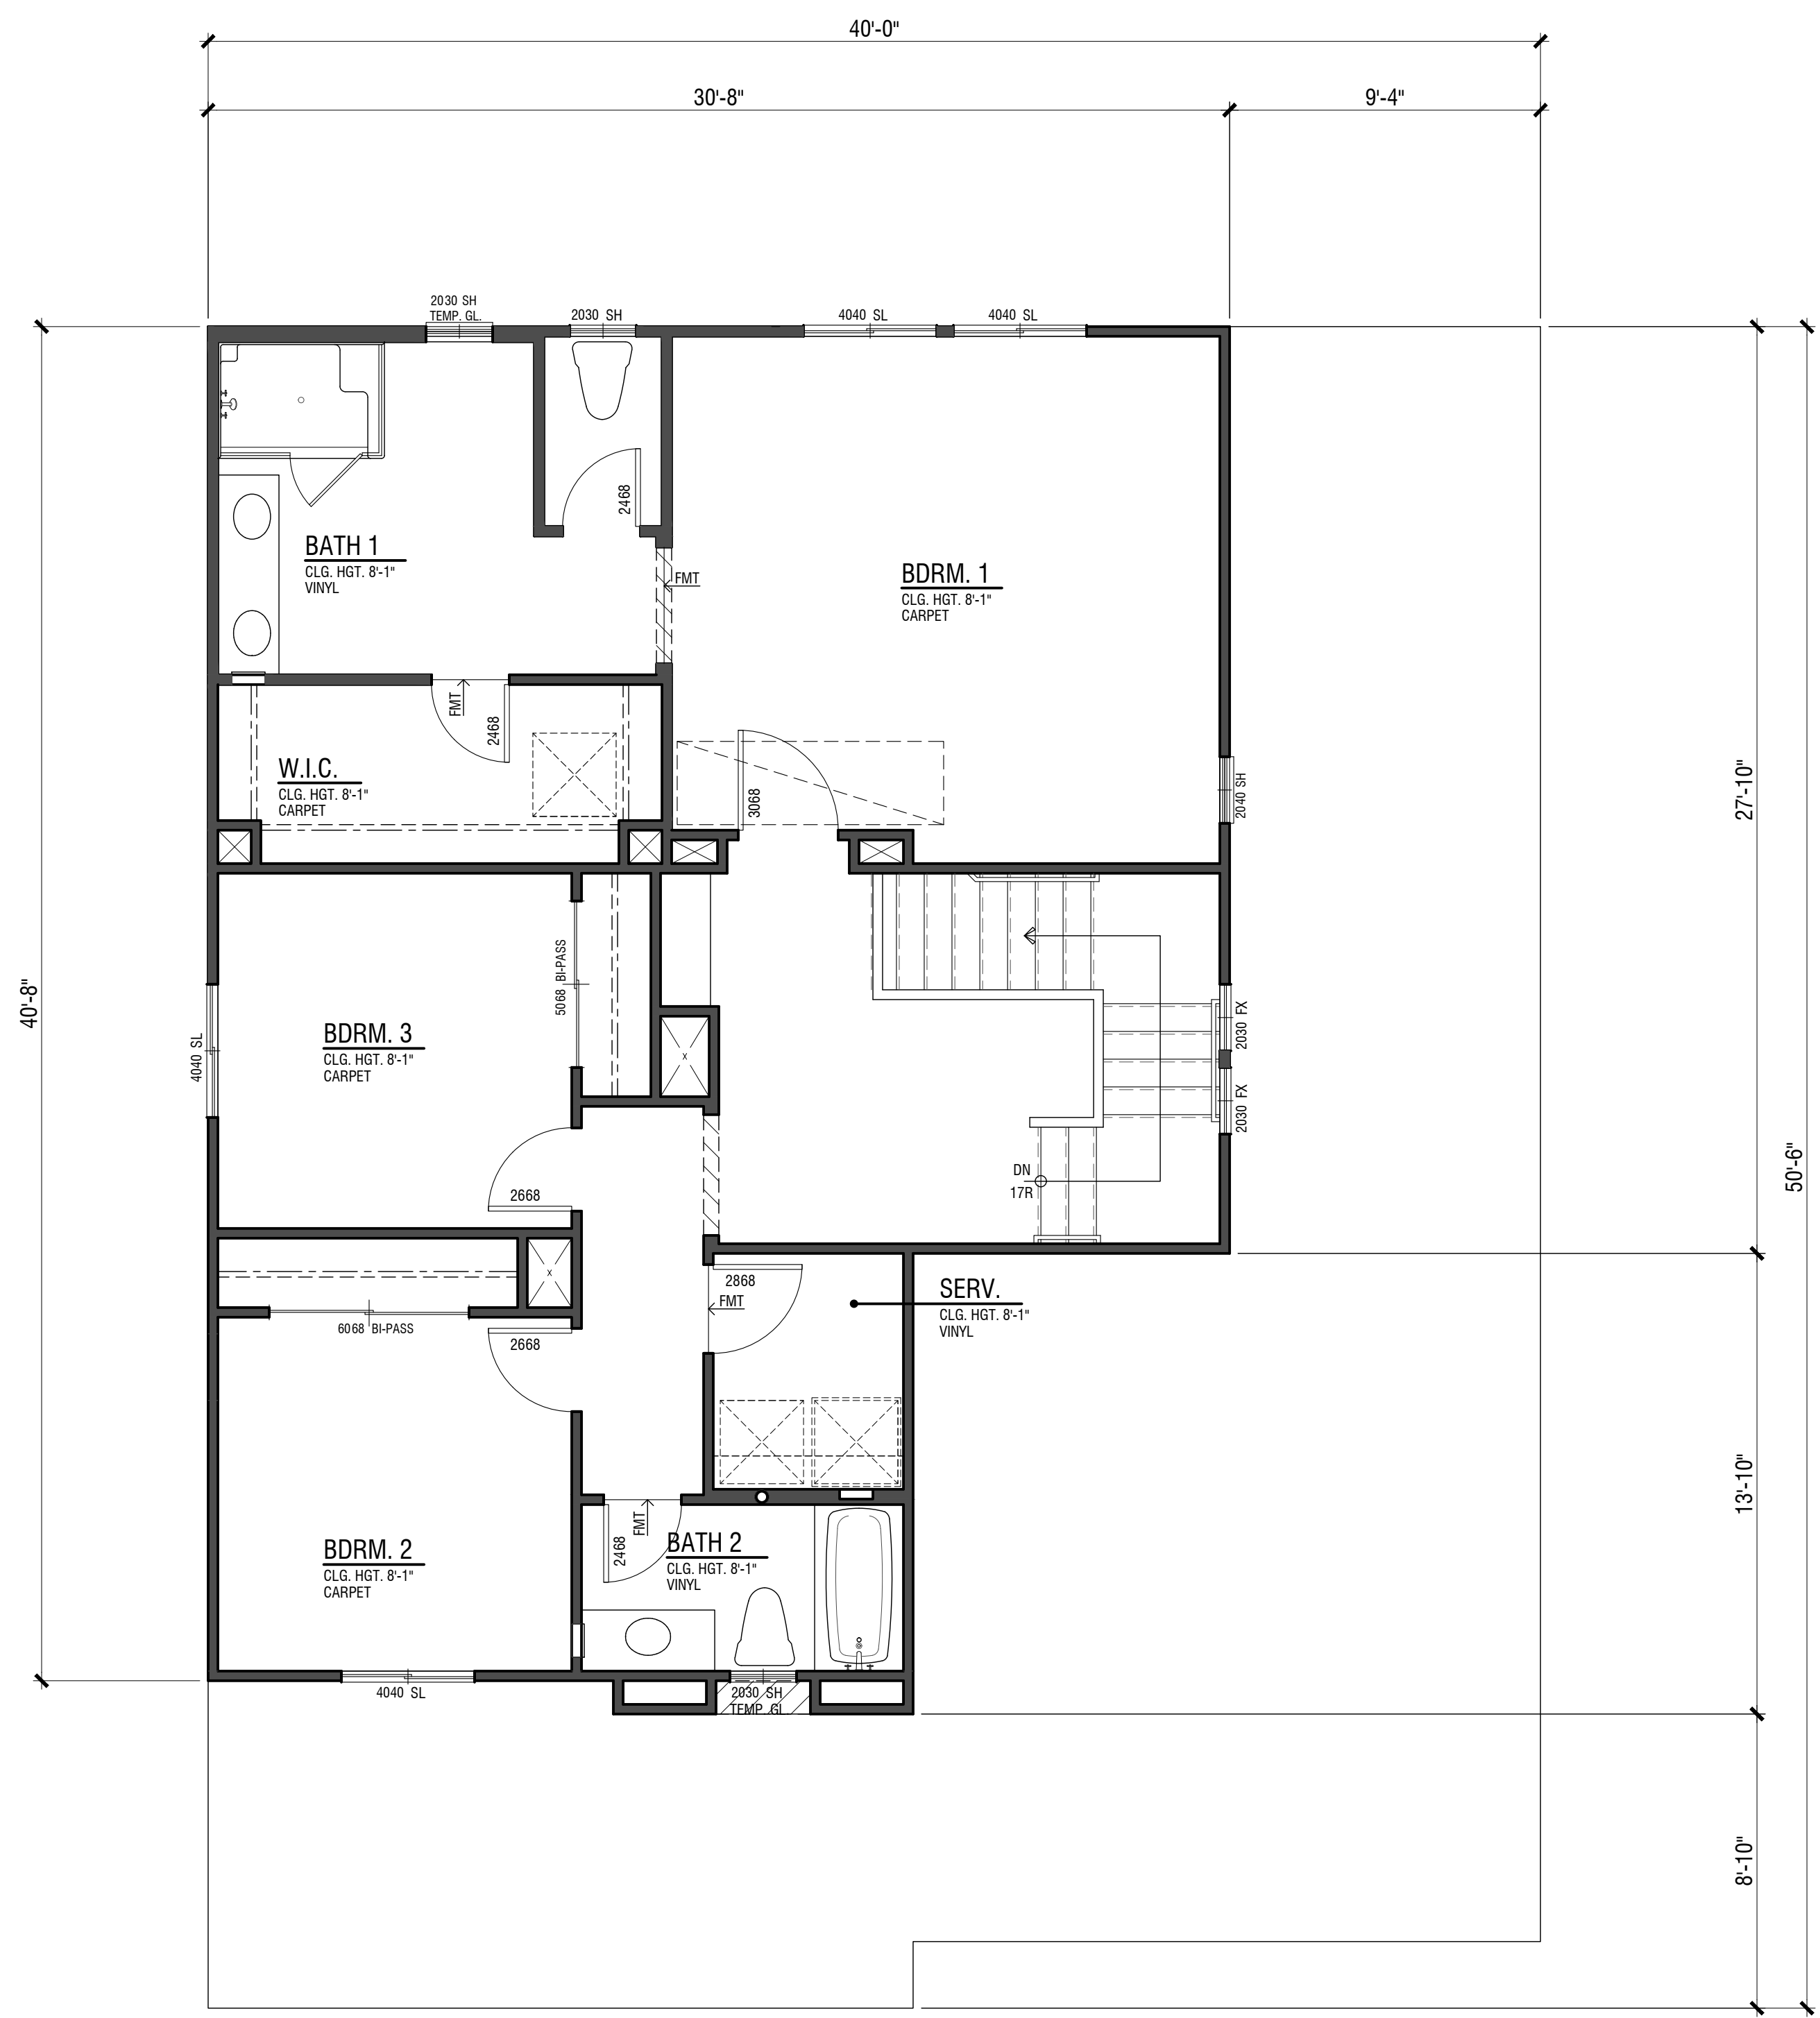 40'-0"
30'-8"
9'-4"
2030 SH
TEMP. GL.
2030 SH
4040 SL
4040 SL
2468
BATH 1
CLG. HGT. 8'-1"
VINYL
FMT
BDRM. 1
CLG. HGT. 8'-1"
CARPET
FMT
2468
W.I.C.
CLG. HGT. 8'-1"
CARPET
3068
2040 SH
27'-10"
40'-8"
5068 BI-PASS
BDRM. 3
CLG. HGT. 8'-1"
CARPET
4040 SL
X
2030 FX
2030 FX
DN
17R
50'-6"
2668
X
2868
FMT
SERV.
CLG. HGT. 8'-1"
VINYL
6068 BI-PASS
2668
13'-10"
FMT
2468
BATH 2
CLG. HGT. 8'-1"
VINYL
BDRM. 2
CLG. HGT. 8'-1"
CARPET
4040 SL
2030 SH
TEMP. GL.
8'-10"